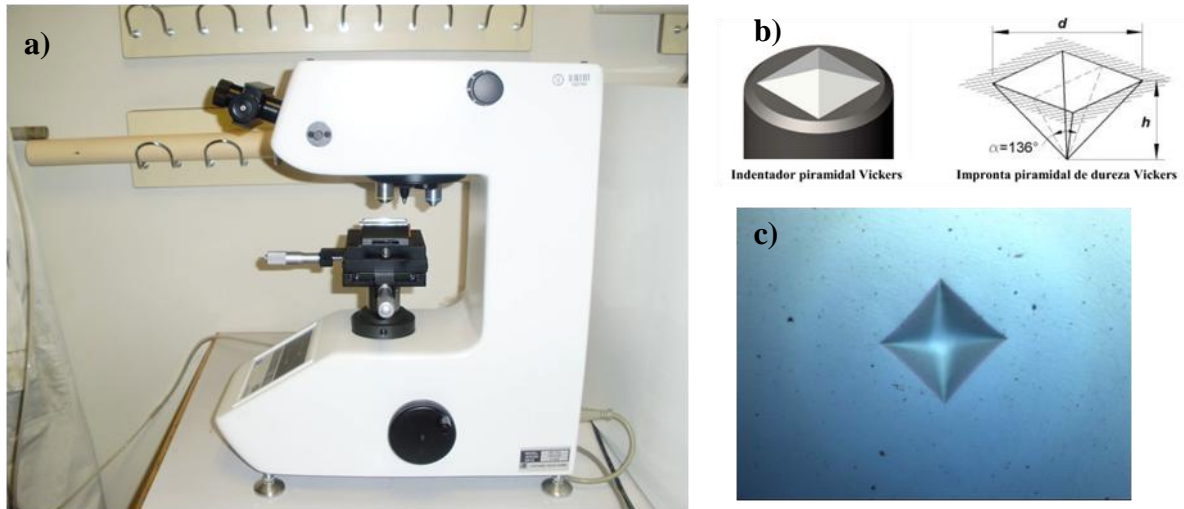 a)
b)
d
h
α=136°
Indentador piramidal Vickers
Impronta piramidal de dureza Vickers
c)